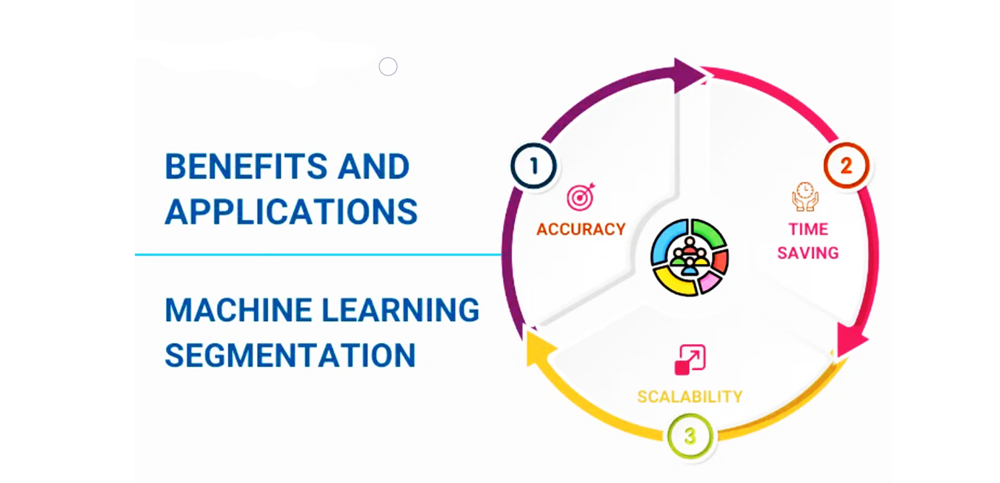 BENEFITS AND
APPLICATIONS
MACHINE LEARNING
SEGMENTATION
1
ACCURACY
2
TIME
SAVING
SCALABILITY
3